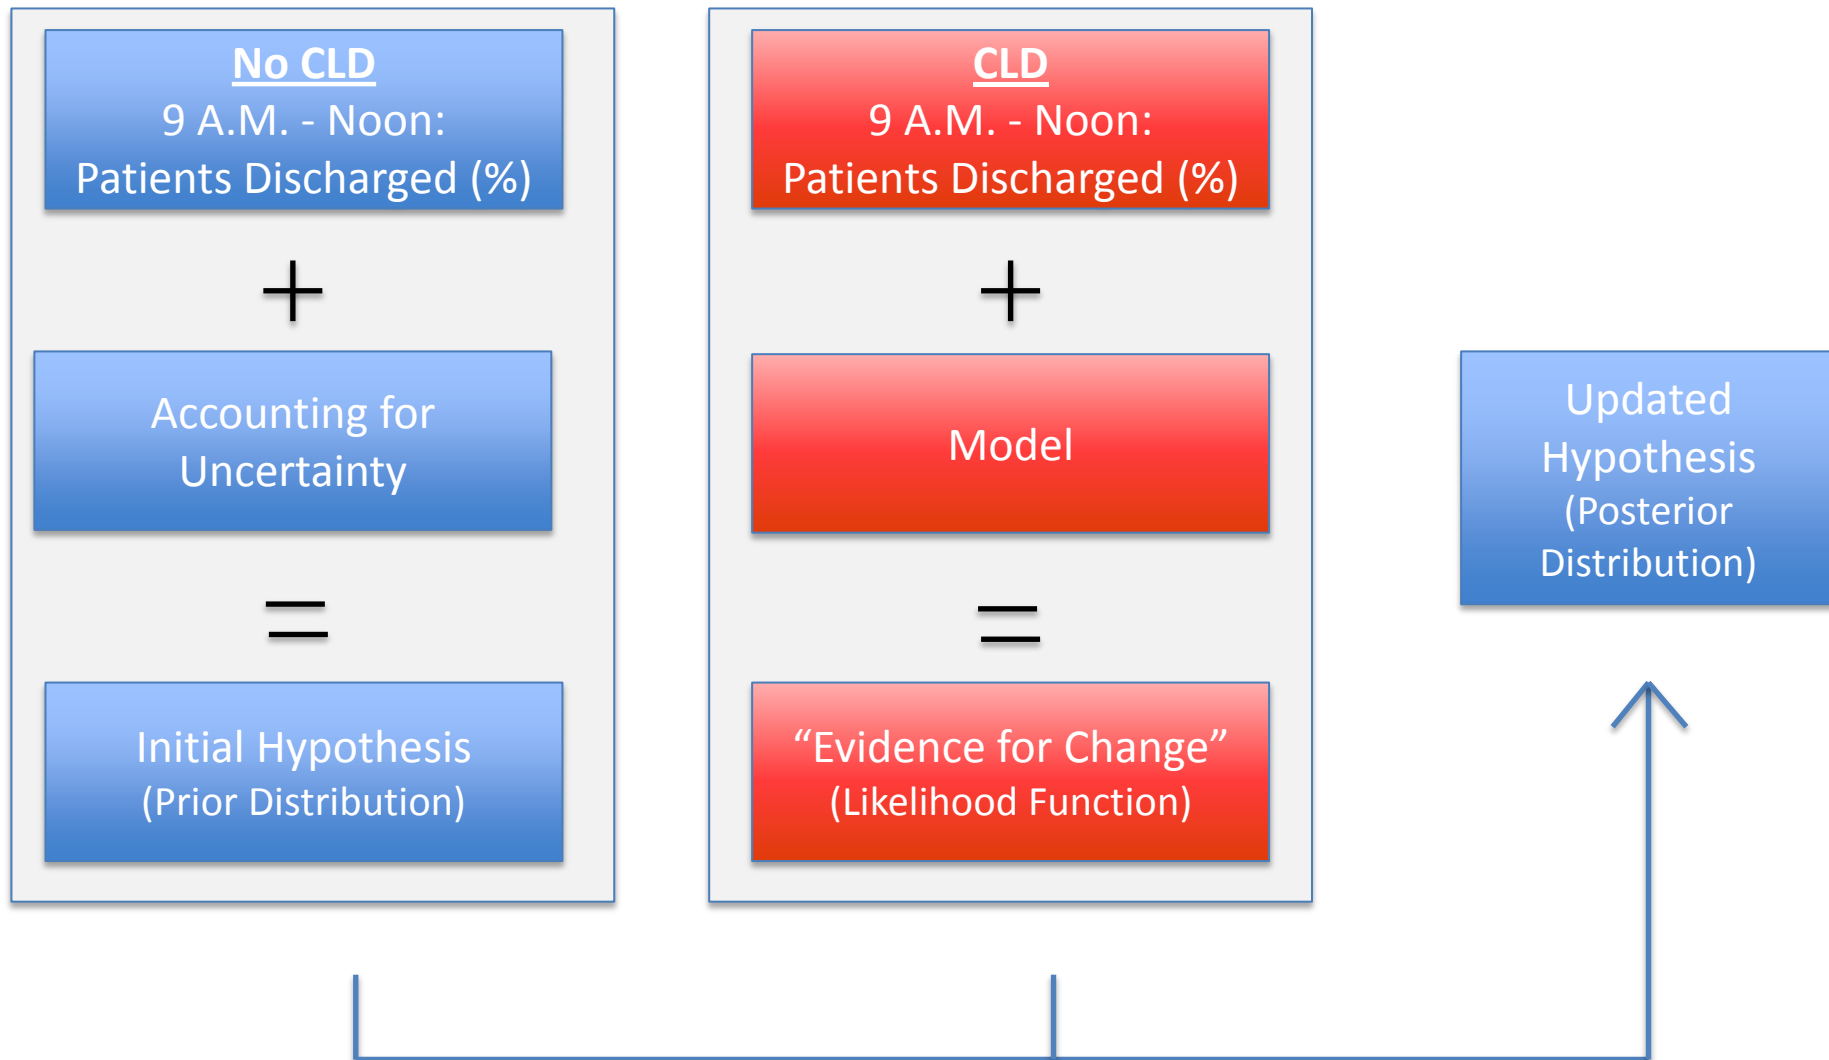 No CLD
9 A.M. - Noon:
Patients Discharged (%)
+
Accounting for
Uncertainty
=
Initial Hypothesis
(Prior Distribution)
CLD
9 A.M. - Noon:
Patients Discharged (%)
+
Model
=
“Evidence for Change”
(Likelihood Function)
Updated
Hypothesis
(Posterior
Distribution)